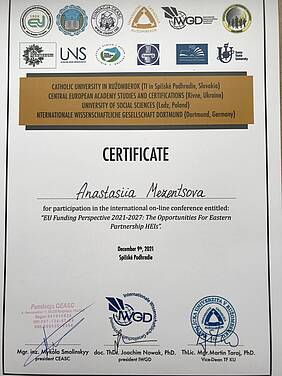 IWGD
UNS
CATHOLIC UNIVERSITY IN RUŽOMBEROK (TI in Spišské Podhradie, Slovakia)
CENTRAL EUROPEAN ACADEMY STUDIES AND CERTIFICATIONS (Rivne, Ukraine)
UNIVERSITY OF SOCIAL SCIENCES (Lodz, Poland)
INTERNATIONALE WISSENSCHAFTLICHE GESELLSCHAFT DORTMUND (Dortmund, Germany)
CERTIFICATE
Anastasiia Mezentsova
for participation in the international on-line conference entitled:
"EU Funding Perspective 2021-2027: The Opportunities For Eastern
Partnership HEIs".
December 9th, 2021
Spišské Podhradie
Fundacja CEASC
IWGD
Mgr. inż. Mykola Smolinskyy
president CEASC
doc. ThDr. Joachim Nowak, PhD.
president IWGD
ThLic. Mgr. Martin Taraj, PhD.
Vice-Dean TF KU